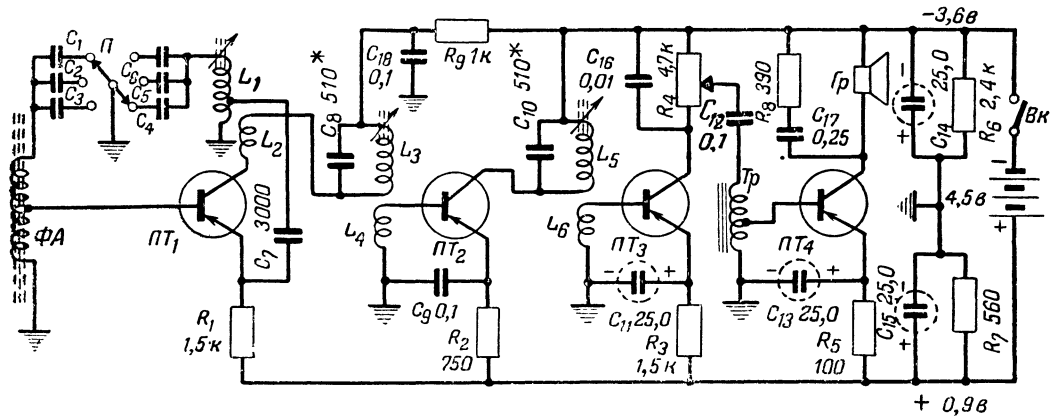 –3,6в
C₁ П
C₂
C₃
C₆
C₅
C₄
L₁
L₂
ФА
ПТ₁
C₇ 3000
R₁
1,5к
C₈ 510*
C₁₈
0,1
R₉ 1к
L₃
L₄
ПТ₂
C₉ 0,1
R₂
750
C₁₀ 510*
L₅
L₆
C₁₆
0,01
R₄ 4,7к
ПТ₃
– +
C₁₁ 25,0
R₃
1,5к
C₁₂
0.1
Тр
R₈ 390
C₁₇
0,25
Гр
ПТ₄
– +
C₁₃ 25,0
R₅
100
–
+
C₁₄ 25,0
R₆ 2,4к
Вк
–
4,5в
+
C₁₅ 25,0
–
+
R₇ 560
+ 0,9в